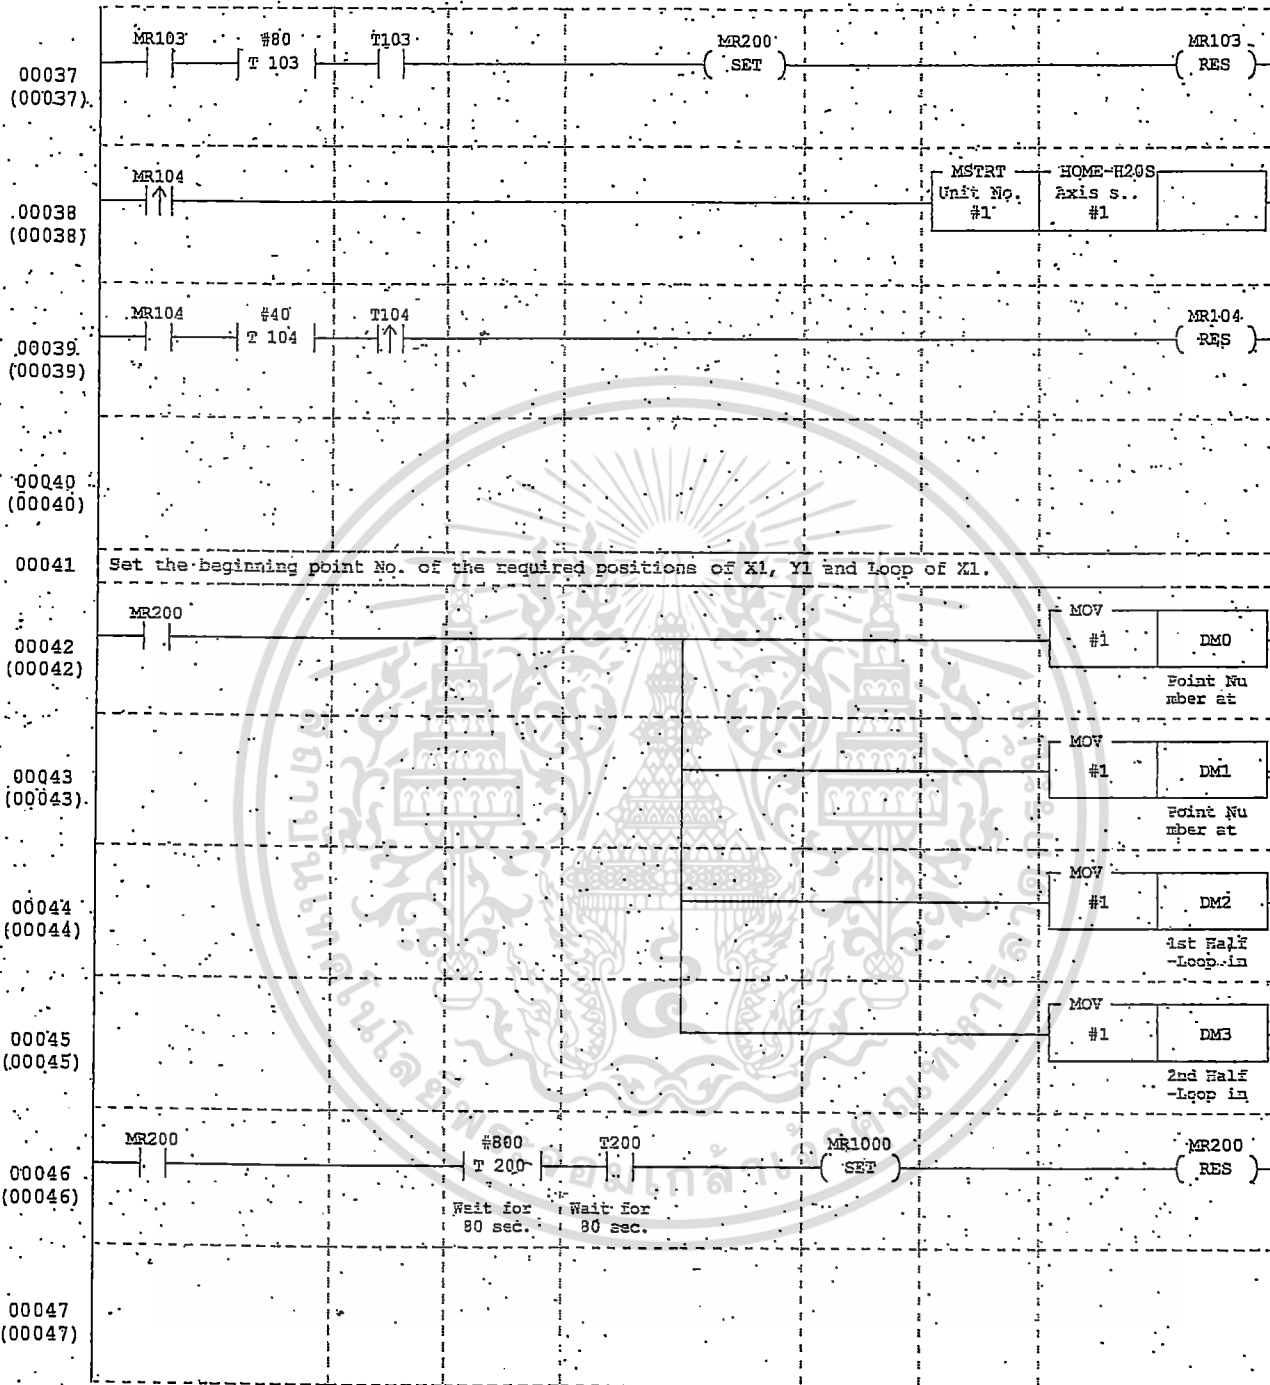 MR103 #80 T103 MR200 MR103
T 103 SET RES
00037
(00037)
MR104 MSTRT HOME-H20S
Unit No. Axis s..
#1 #1
00038
(00038)
MR104 #40 T104 MR104
T 104 RES
00039
(00039)
00040
(00040)
00041 Set the beginning point No. of the required positions of X1, Y1 and Loop of X1.
MR200 MOV
#1 DM0
00042
(00042)
Point Nu
mber at
MOV
#1 DM1
00043
(00043)
Point Nu
mber at
MOV
#1 DM2
00044
(00044)
1st Half
-Loop in
MOV
#1 DM3
00045
(00045)
2nd Half
-Loop in
MR200 #800 T200 MR1000 MR200
T 200 SET RES
00046
(00046)
Wait for Wait for
80 sec. 80 sec.
00047
(00047)